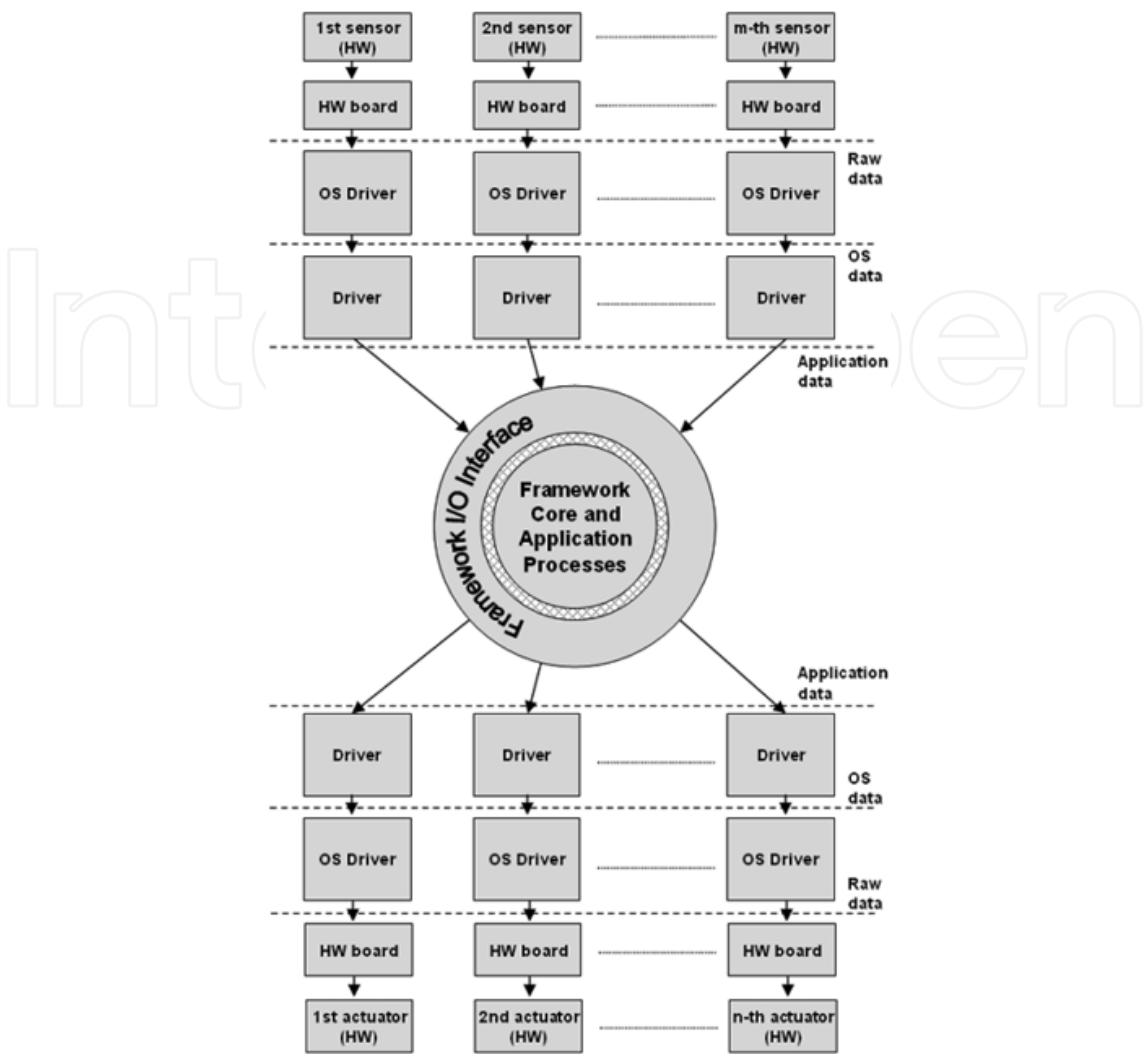 1st sensor
(HW)
2nd sensor
(HW)
m-th sensor
(HW)
HW board
HW board
HW board
Raw
data
OS Driver
OS Driver
OS Driver
OS
data
Driver
Driver
Driver
Application
data
Framework I/O Interface
Framework
Core and
Application
Processes
Application
data
Driver
Driver
Driver
OS
data
OS Driver
OS Driver
OS Driver
Raw
data
HW board
HW board
HW board
1st actuator
(HW)
2nd actuator
(HW)
n-th actuator
(HW)